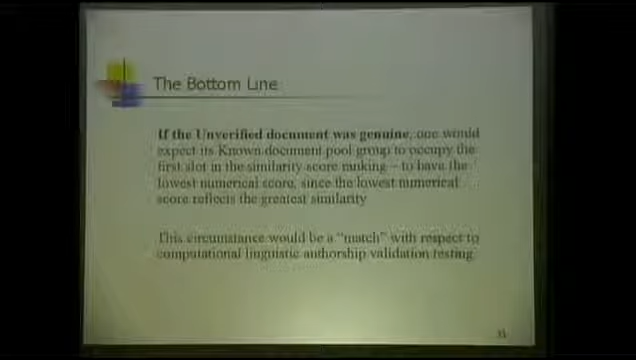 The Bottom Line
If the Unverified document was genuine, one would
expect its Known document pool group to occupy the
first slot in the similarity score ranking – to have the
lowest numerical score, since the lowest numerical
score reflects the greatest similarity
This circumstance would be a "match" with respect to
computational linguistic authorship validation testing